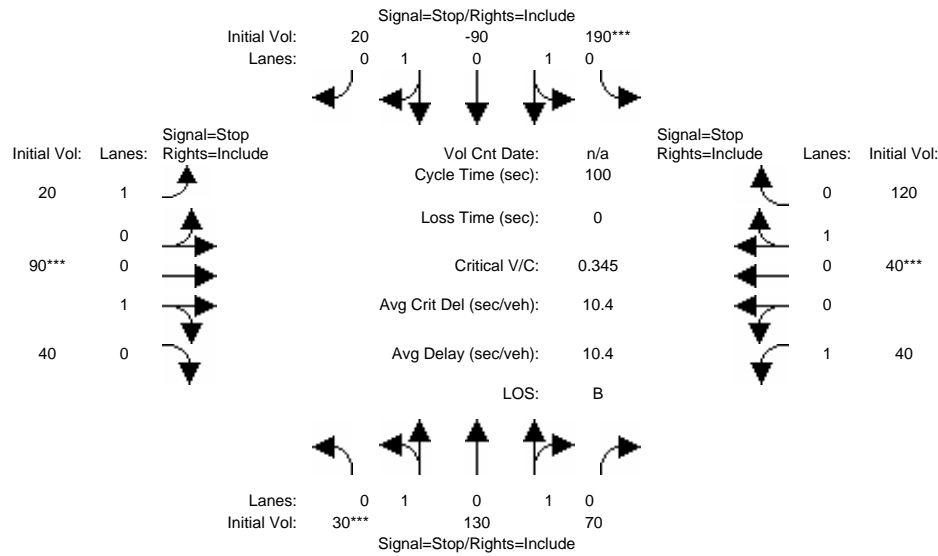 Signal=Stop/Rights=Include
Initial Vol: 20 -90 190***
Lanes: 0 1 0 1 0
Signal=Stop Signal=Stop
Initial Vol: Lanes: Rights=Include Vol Cnt Date: n/a Rights=Include Lanes: Initial Vol:
Cycle Time (sec): 100
20 1 0 120
Loss Time (sec): 0
0 1
90*** 0 Critical V/C: 0.345 0 40***
1 Avg Crit Del (sec/veh): 10.4 0
40 0 Avg Delay (sec/veh): 10.4 1 40
LOS: B
Lanes: 0 1 0 1 0
Initial Vol: 30*** 130 70
Signal=Stop/Rights=Include